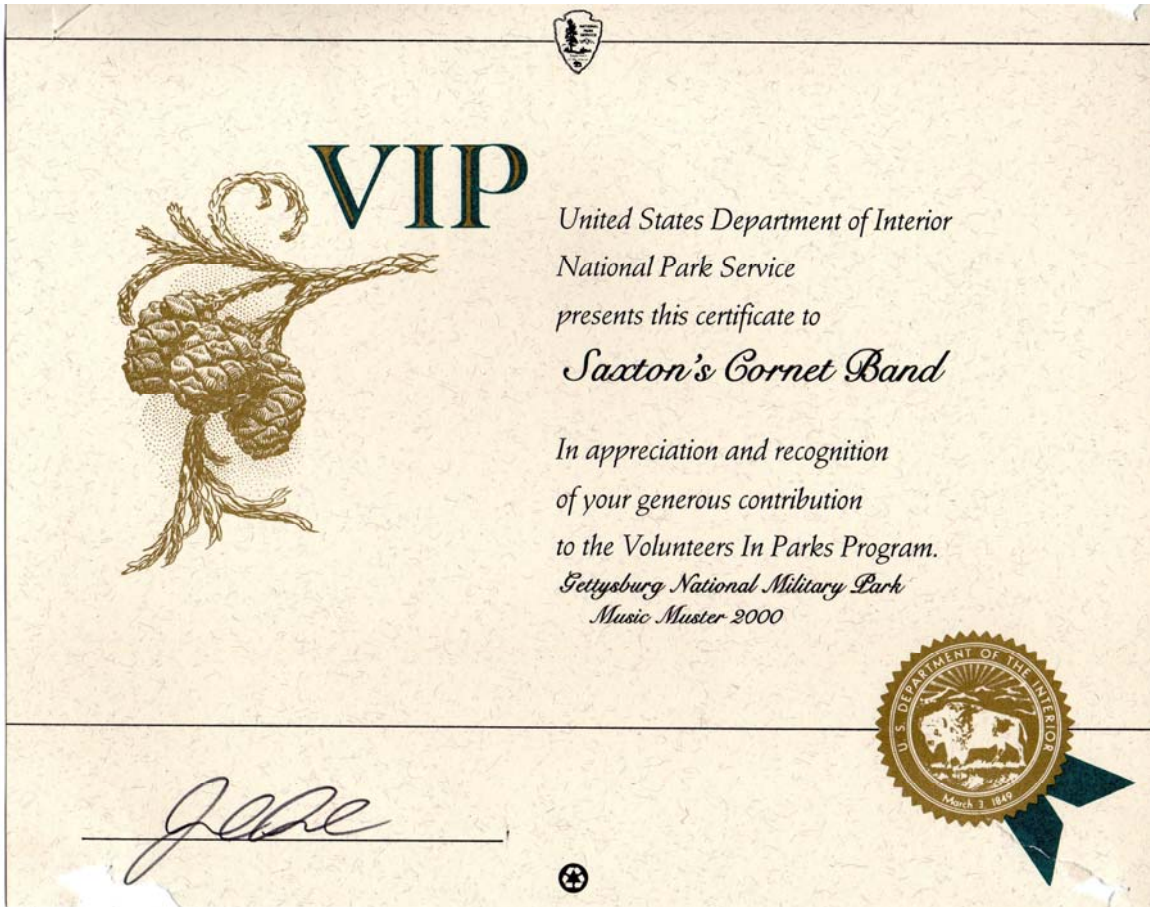 VIP
United States Department of Interior
National Park Service
presents this certificate to
Saxton's Cornet Band
In appreciation and recognition
of your generous contribution
to the Volunteers In Parks Program.
Gettysburg National Military Park
Music Muster 2000
U.S. DEPARTMENT OF THE INTERIOR
March 3, 1849